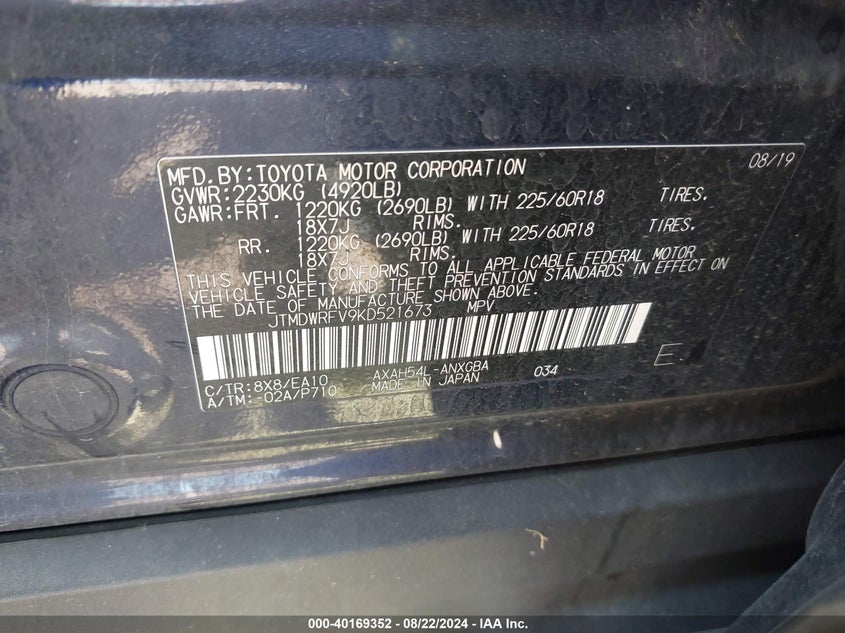 MFD.BY:TOYOTA MOTOR CORPORATION 08/19
GVWR:2230KG (4920LB)
GAWR:FRT. 1220KG (2690LB) WITH 225/60R18 TIRES.
18X7J RIMS.
RR. 1220KG (2690LB) WITH 225/60R18 TIRES.
18X7J RIMS.
THIS VEHICLE CONFORMS TO ALL APPLICABLE FEDERAL MOTOR
VEHICLE SAFETY AND THEFT PREVENTION STANDARDS IN EFFECT ON
THE DATE OF MANUFACTURE SHOWN ABOVE.
JTMDWRFV9KD521673 MPV
C/TR:8X8/EA10 AXAH54L-ANXGBA 034 E
A/TM:-02A/P710 MADE IN JAPAN
000-40169352 | 08/22/2024 - IAA Inc.